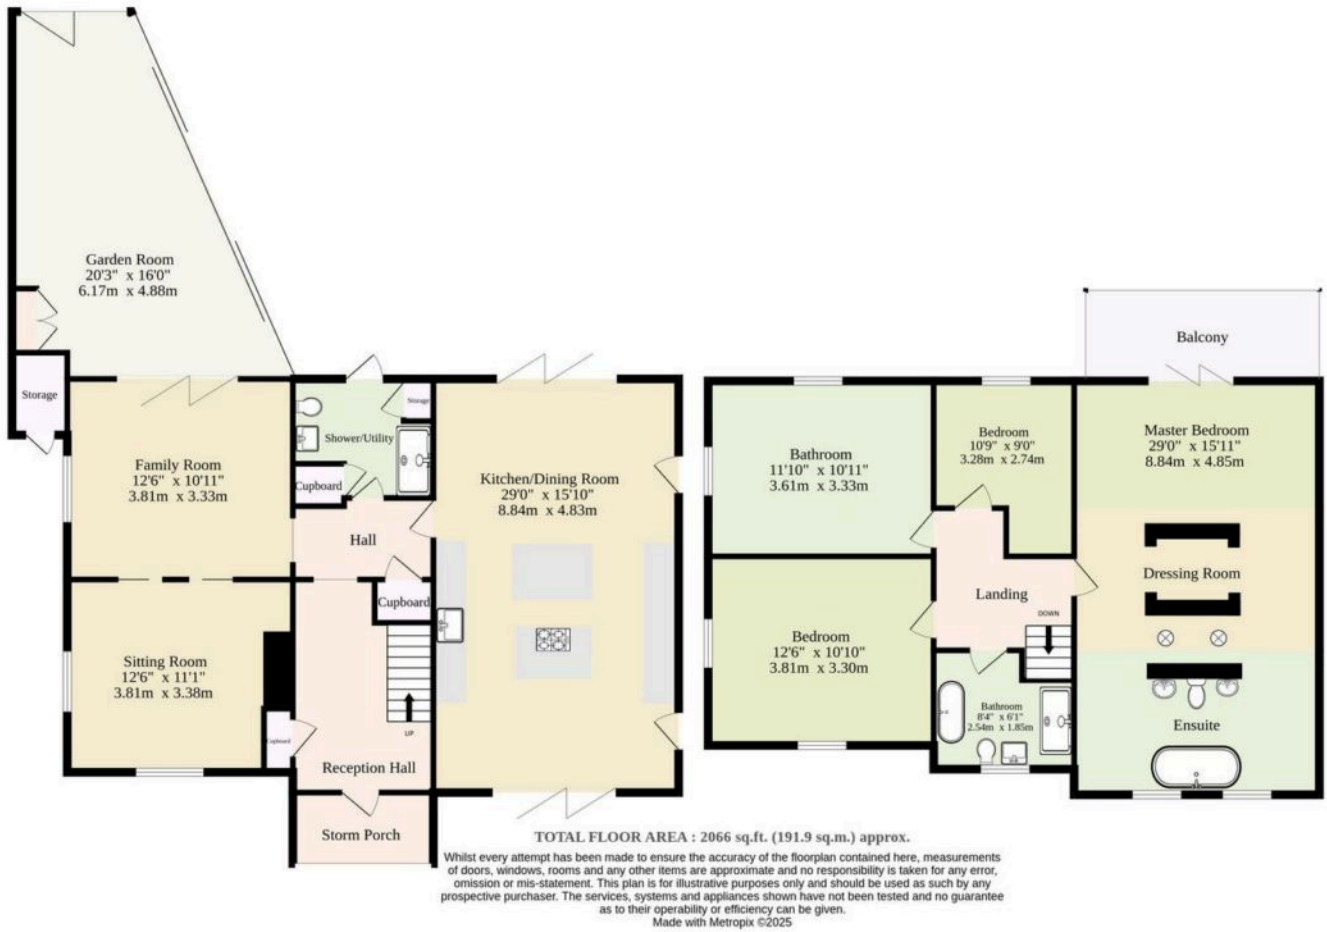 Garden Room
20'3" x 16'0"
6.17m x 4.88m
Storage
Family Room
12'6" x 10'11"
3.81m x 3.33m
Shower/Utility
Storage
Cupboard
Hall
Cupboard
Kitchen/Dining Room
29'0" x 15'10"
8.84m x 4.83m
Sitting Room
12'6" x 11'1"
3.81m x 3.38m
Cupboard
UP
Reception Hall
Storm Porch
Balcony
Bathroom
11'10" x 10'11"
3.61m x 3.33m
Bedroom
10'9" x 9'0"
3.28m x 2.74m
Master Bedroom
29'0" x 15'11"
8.84m x 4.85m
Dressing Room
Landing
DOWN
Bedroom
12'6" x 10'10"
3.81m x 3.30m
Bathroom
8'4" x 6'1"
2.54m x 1.85m
Ensuite
TOTAL FLOOR AREA : 2066 sq.ft. (191.9 sq.m.) approx.
Whilst every attempt has been made to ensure the accuracy of the floorplan contained here, measurements
of doors, windows, rooms and any other items are approximate and no responsibility is taken for any error,
omission or mis-statement. This plan is for illustrative purposes only and should be used as such by any
prospective purchaser. The services, systems and appliances shown have not been tested and no guarantee
as to their operability or efficiency can be given.
Made with Metropix ©2025